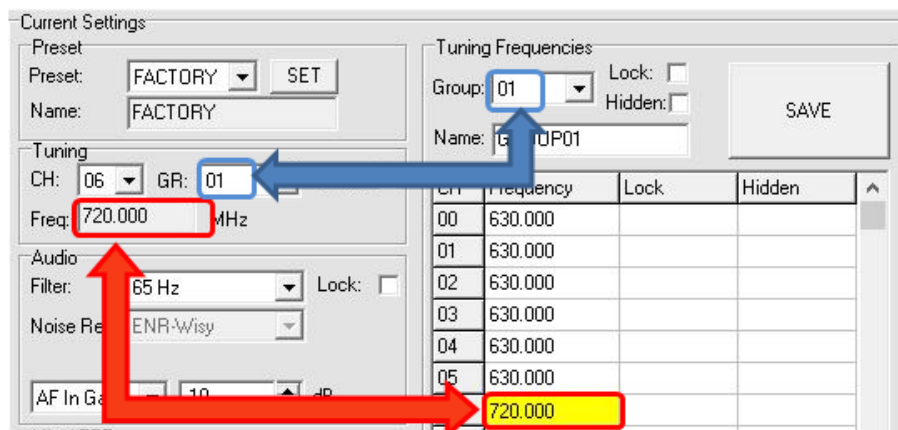 Current Settings
Preset
Preset: FACTORY SET
Name: FACTORY
Tuning
CH: 06 GR: 01
Freq: 720.000 MHz
Audio
Filter: 65 Hz Lock:
Noise ENR-Wisy
AF In 10 dB
Tuning Frequencies
Group: 01 Lock:
Hidden:
SAVE
Name:
CH Frequency Lock Hidden
00 630.000
01 630.000
02 630.000
03 630.000
04 630.000
05 630.000
720.000